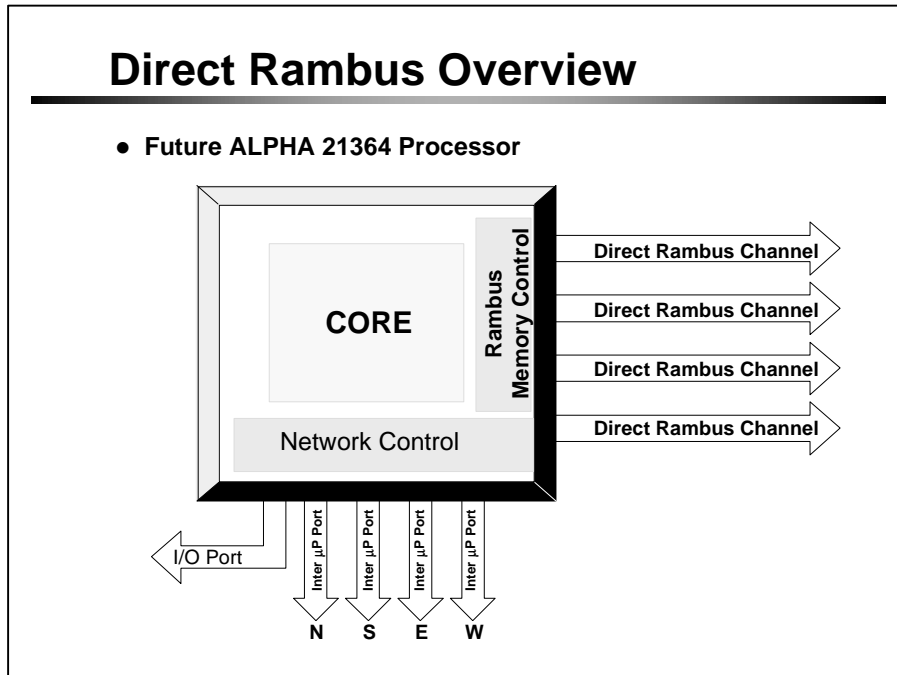 Direct Rambus Overview
● Future ALPHA 21364 Processor
CORE
Rambus
Memory Control
Network Control
Direct Rambus Channel
Direct Rambus Channel
Direct Rambus Channel
Direct Rambus Channel
I/O Port
Inter μP Port
Inter μP Port
Inter μP Port
Inter μP Port
N S E W